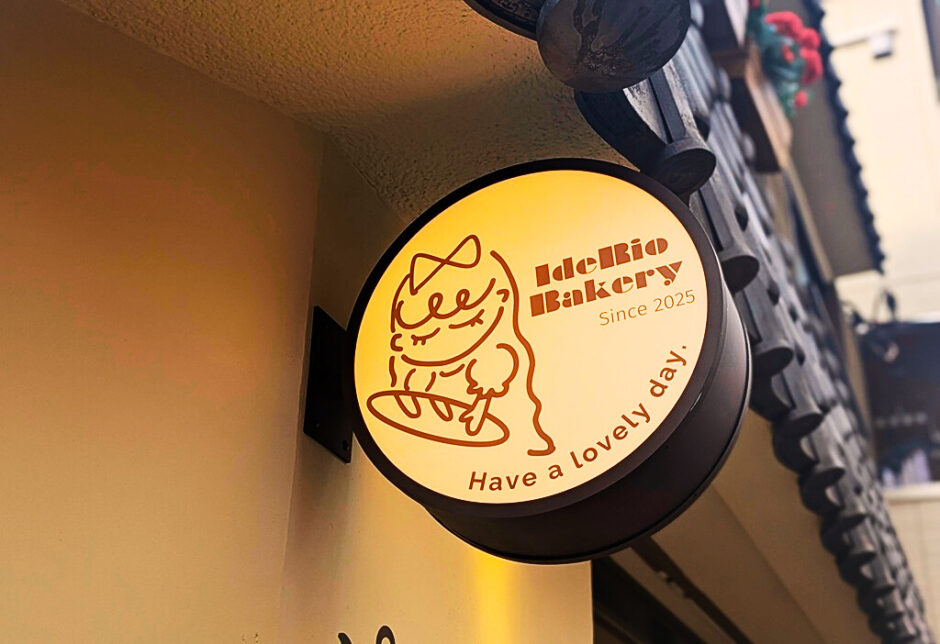 IdeBio
Bakery
Since 2025
Have a lovely day.